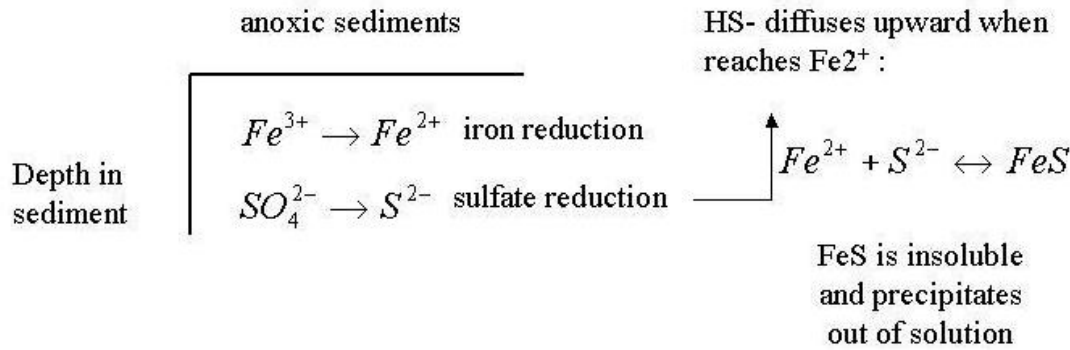 anoxic sediments
HS- diffuses upward when
reaches Fe2⁺ :
Fe³⁺ → Fe²⁺ iron reduction
Fe²⁺ + S²⁻ ↔ FeS
Depth in
sediment
SO₄²⁻ → S²⁻ sulfate reduction
FeS is insoluble
and precipitates
out of solution